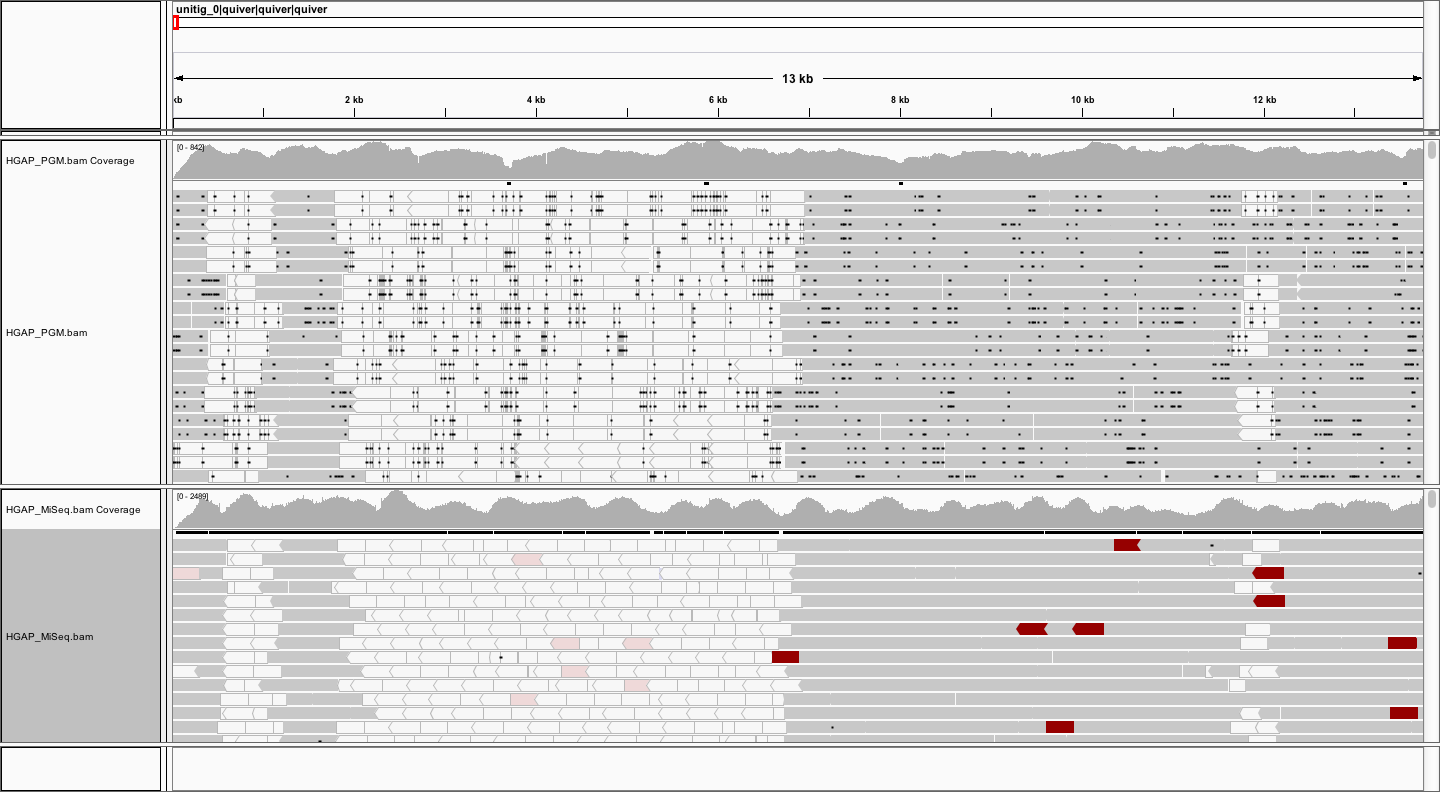 unitig_0|quiver|quiver|quiver
13 kb
kb 2 kb 4 kb 6 kb 8 kb 10 kb 12 kb
[0 - 842]
HGAP_PGM.bam Coverage
HGAP_PGM.bam
[0 - 2489]
HGAP_MiSeq.bam Coverage
HGAP_MiSeq.bam